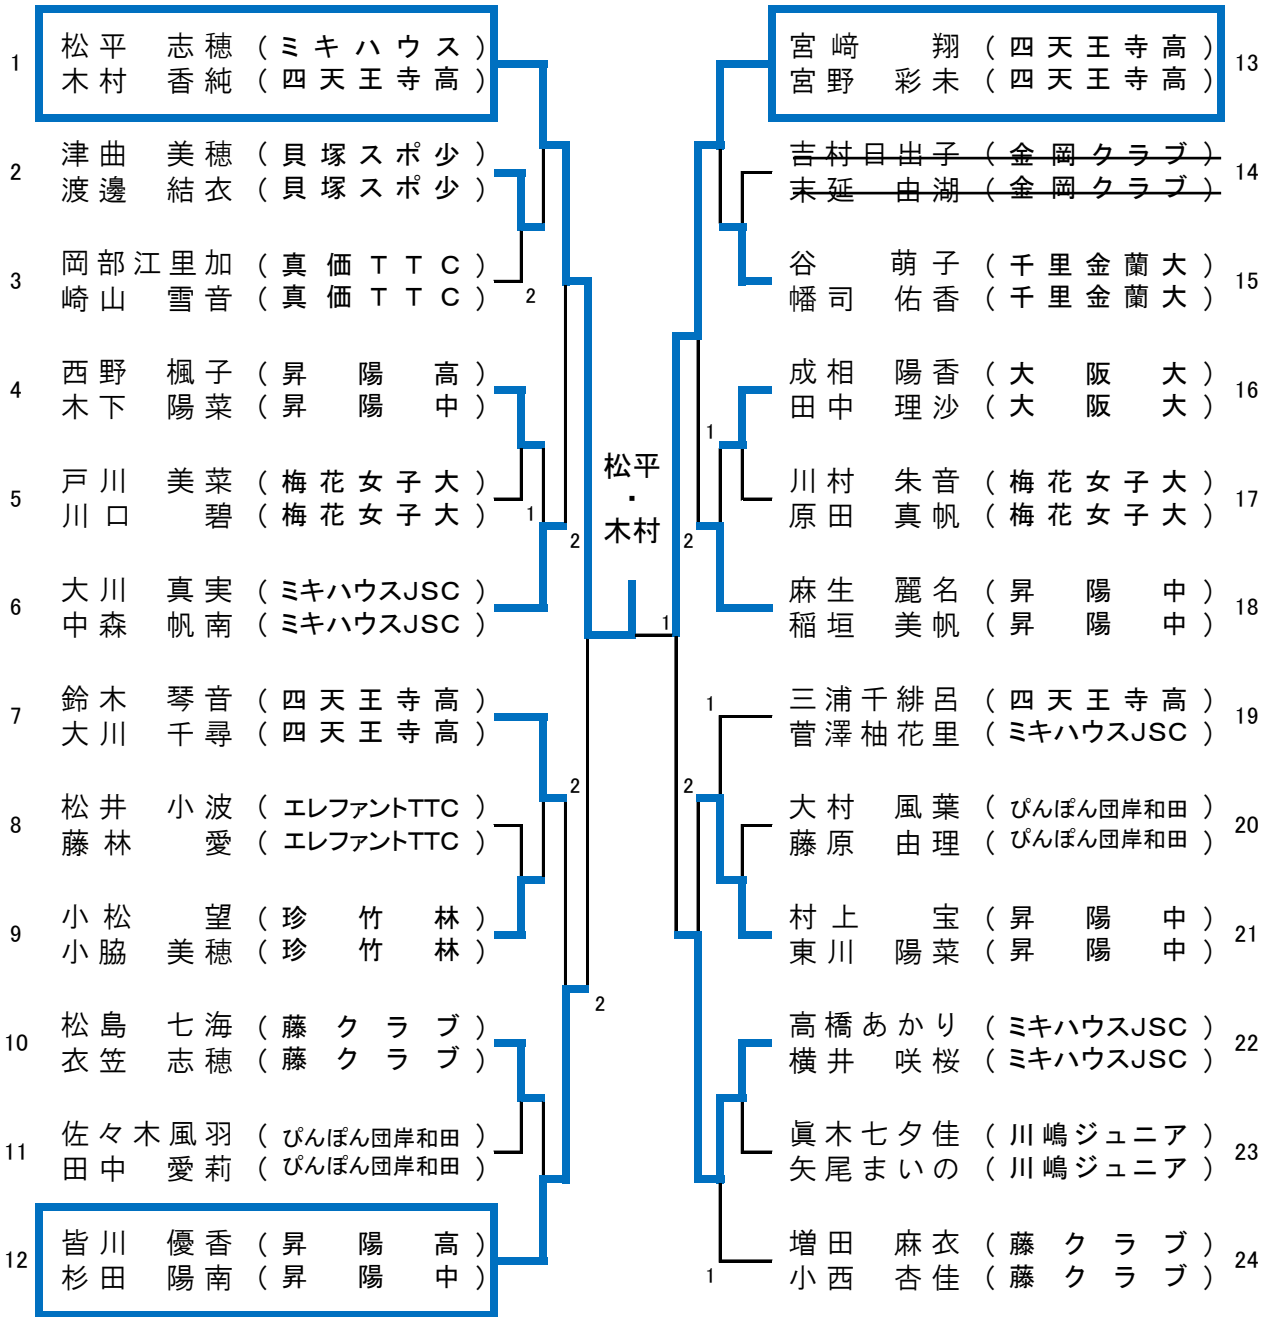 1
松平 志穂 (ミキハウス)
木村 香純 (四天王寺高)
2
津曲 美穂 (貝塚スポ少)
渡邊 結衣 (貝塚スポ少)
3
岡部江里加 (真価TTC)
崎山 雪音 (真価TTC)
2
4
西野 楓子 (昇陽高)
木下 陽菜 (昇陽中)
5
戸川 美菜 (梅花女子大)
川口 碧 (梅花女子大)
1
2
6
大川 真実 (ミキハウスJSC)
中森 帆南 (ミキハウスJSC)
7
鈴木 琴音 (四天王寺高)
大川 千尋 (四天王寺高)
2
8
松井 小波 (エレファントTTC)
藤林 愛 (エレファントTTC)
9
小松 望 (珍竹林)
小脇 美穂 (珍竹林)
2
10
松島 七海 (藤クラブ)
衣笠 志穂 (藤クラブ)
11
佐々木風羽 (ぴんぽん団岸和田)
田中 愛莉 (ぴんぽん団岸和田)
12
皆川 優香 (昇陽高)
杉田 陽南 (昇陽中)
松平
・
木村
1
宮﨑 翔 (四天王寺高)
宮野 彩未 (四天王寺高)
13
吉村日出子 (金岡クラブ)
末延 由湖 (金岡クラブ)
14
谷 萌子 (千里金蘭大)
幡司 佑香 (千里金蘭大)
15
成相 陽香 (大阪大)
田中 理沙 (大阪大)
16
1
川村 朱音 (梅花女子大)
原田 真帆 (梅花女子大)
17
2
麻生 麗名 (昇陽中)
稲垣 美帆 (昇陽中)
18
三浦千緋呂 (四天王寺高)
菅澤柚花里 (ミキハウスJSC)
19
1
2
大村 風葉 (ぴんぽん団岸和田)
藤原 由理 (ぴんぽん団岸和田)
20
村上 宝 (昇陽中)
東川 陽菜 (昇陽中)
21
高橋あかり (ミキハウスJSC)
横井 咲桜 (ミキハウスJSC)
22
眞木七夕佳 (川嶋ジュニア)
矢尾まいの (川嶋ジュニア)
23
増田 麻衣 (藤クラブ)
小西 杏佳 (藤クラブ)
24
1